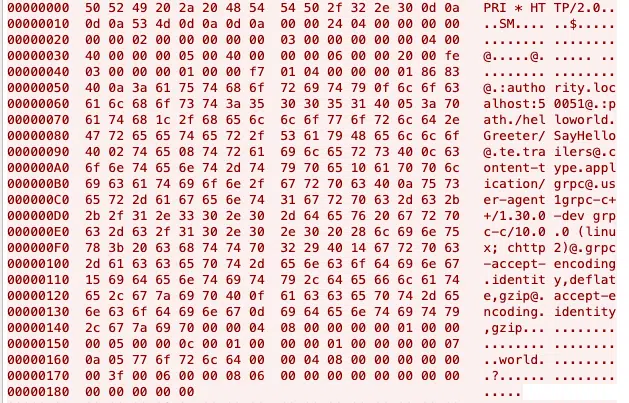 00000000 50 52 49 20 2a 20 48 54 54 50 2f 32 2e 30 0d 0a PRI * HT TP/2.0..
00000010 0d 0a 53 4d 0d 0a 0d 0a 00 00 24 04 00 00 00 00 ..SM.... ..$.....
00000020 00 00 02 00 00 00 00 00 03 00 00 00 00 00 04 00 ........ ........
00000030 40 00 00 00 05 00 40 00 00 00 06 00 00 20 00 fe @.....@. ..... ..
00000040 03 00 00 00 01 00 00 f7 01 04 00 00 00 01 86 83 ........ ........
00000050 40 0a 3a 61 75 74 68 6f 72 69 74 79 0f 6c 6f 63 @.:autho rity.loc
00000060 61 6c 68 6f 73 74 3a 35 30 30 35 31 40 05 3a 70 alhost:5 0051@.:p
00000070 61 74 68 1c 2f 68 65 6c 6c 6f 77 6f 72 6c 64 2e ath./hel loworld.
00000080 47 72 65 65 74 65 72 2f 53 61 79 48 65 6c 6c 6f Greeter/ SayHello
00000090 40 02 74 65 08 74 72 61 69 6c 65 72 73 40 0c 63 @.te.tra ilers@.c
000000A0 6f 6e 74 65 6e 74 2d 74 79 70 65 10 61 70 70 6c ontent-t ype.appl
000000B0 69 63 61 74 69 6f 6e 2f 67 72 70 63 40 0a 75 73 ication/ grpc@.us
000000C0 65 72 2d 61 67 65 6e 74 31 67 72 70 63 2d 63 2b er-agent 1grpc-c+
000000D0 2b 2f 31 2e 33 30 2e 30 2d 64 65 76 20 67 72 70 +/1.30.0 -dev grp
000000E0 63 2d 63 2f 31 30 2e 30 2e 30 20 28 6c 69 6e 75 c-c/10.0 .0 (linu
000000F0 78 3b 20 63 68 74 74 70 32 29 40 14 67 72 70 63 x; chttp 2)@.grpc
00000100 2d 61 63 63 65 70 74 2d 65 6e 63 6f 64 69 6e 67 -accept- encoding
00000110 15 69 64 65 6e 74 69 74 79 2c 64 65 66 6c 61 74 .identit y,deflat
00000120 65 2c 67 7a 69 70 40 0f 61 63 63 65 70 74 2d 65 e,gzip@. accept-e
00000130 6e 63 6f 64 69 6e 67 0d 69 64 65 6e 74 69 74 79 ncoding. identity
00000140 2c 67 7a 69 70 00 00 04 08 00 00 00 00 01 00 00 ,gzip... ........
00000150 00 05 00 00 0c 00 01 00 00 00 01 00 00 00 00 07 ........ ........
00000160 0a 05 77 6f 72 6c 64 00 00 04 08 00 00 00 00 00 ..world. ........
00000170 00 3f 00 06 00 00 08 06 00 00 00 00 00 00 00 00 .?...... ........
00000180 00 00 00 00 00 .....